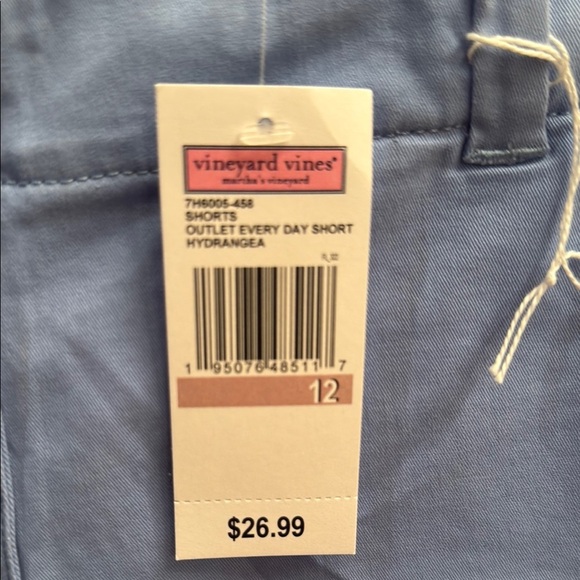 vineyard vines®
martha's vineyard
7H6005-458
SHORTS
OUTLET EVERY DAY SHORT
HYDRANGEA
1 95076 48511 7
12
$26.99